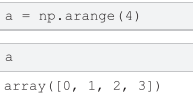 a = np.arange(4)
a
array([0, 1, 2, 3])